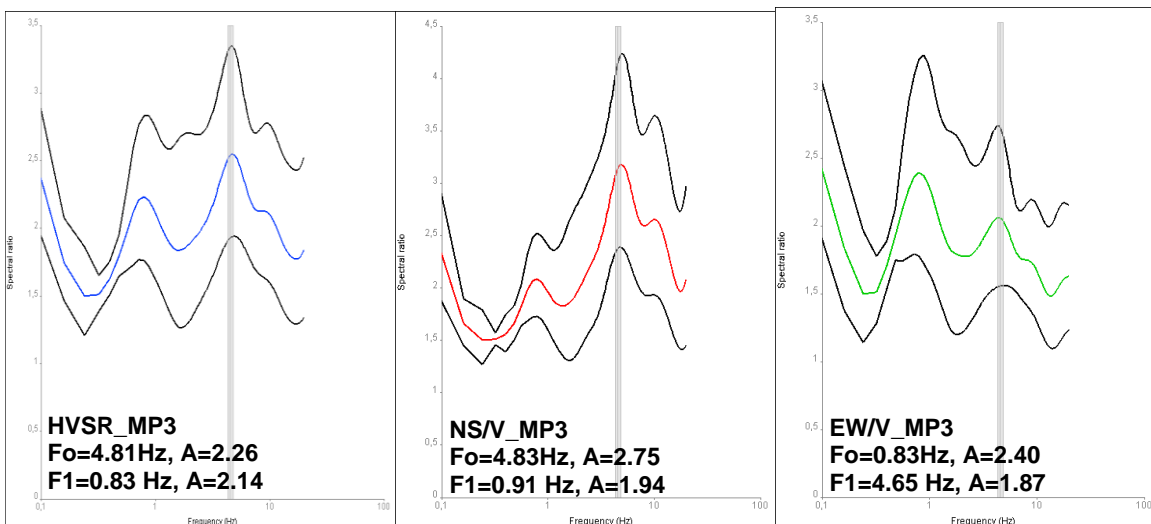 3,5
3
2,5
2
1,5
1
0,5
0
Spectral ratio
0,1
1
10
100
Frequency (Hz)
HVSR_MP3
Fo=4.81Hz, A=2.26
F1=0.83 Hz, A=2.14
4,5
4
3,5
3
2,5
2
1,5
1
0,5
0
Spectral ratio
0,1
1
10
100
Frequency (Hz)
NS/V_MP3
Fo=4.83Hz, A=2.75
F1=0.91 Hz, A=1.94
3,5
3
2,5
2
1,5
1
0,5
0
Spectral ratio
0,1
1
10
100
Frequency (Hz)
EW/V_MP3
Fo=0.83Hz, A=2.40
F1=4.65 Hz, A=1.87